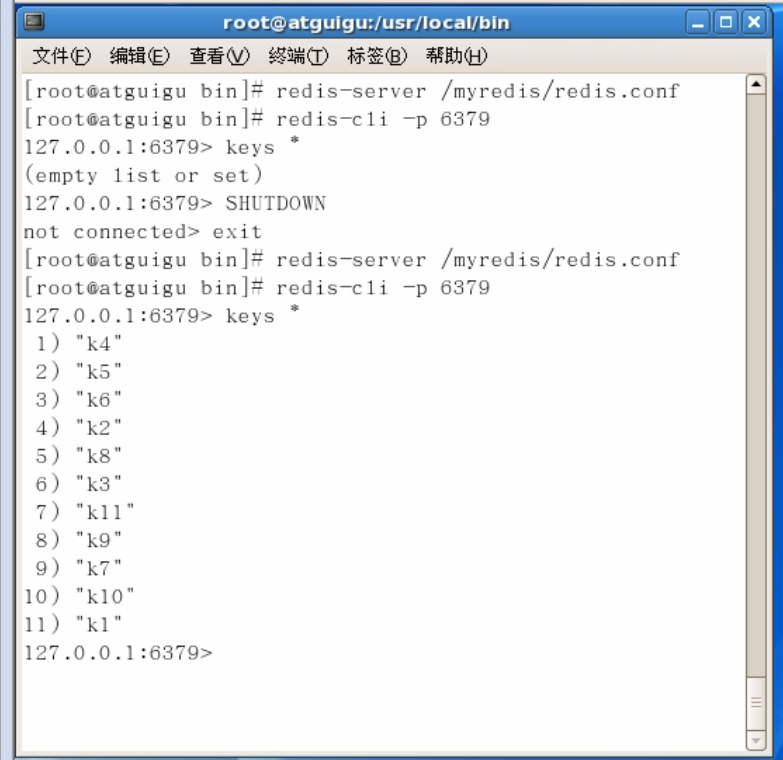 root@atguigu:/usr/local/bin
文件(F) 编辑(E) 查看(V) 终端(T) 标签(B) 帮助(H)
[root@atguigu bin]# redis-server /myredis/redis.conf
[root@atguigu bin]# redis-cli -p 6379
127.0.0.1:6379> keys *
(empty list or set)
127.0.0.1:6379> SHUTDOWN
not connected> exit
[root@atguigu bin]# redis-server /myredis/redis.conf
[root@atguigu bin]# redis-cli -p 6379
127.0.0.1:6379> keys *
1) "k4"
2) "k5"
3) "k6"
4) "k2"
5) "k8"
6) "k3"
7) "k11"
8) "k9"
9) "k7"
10) "k10"
11) "k1"
127.0.0.1:6379>